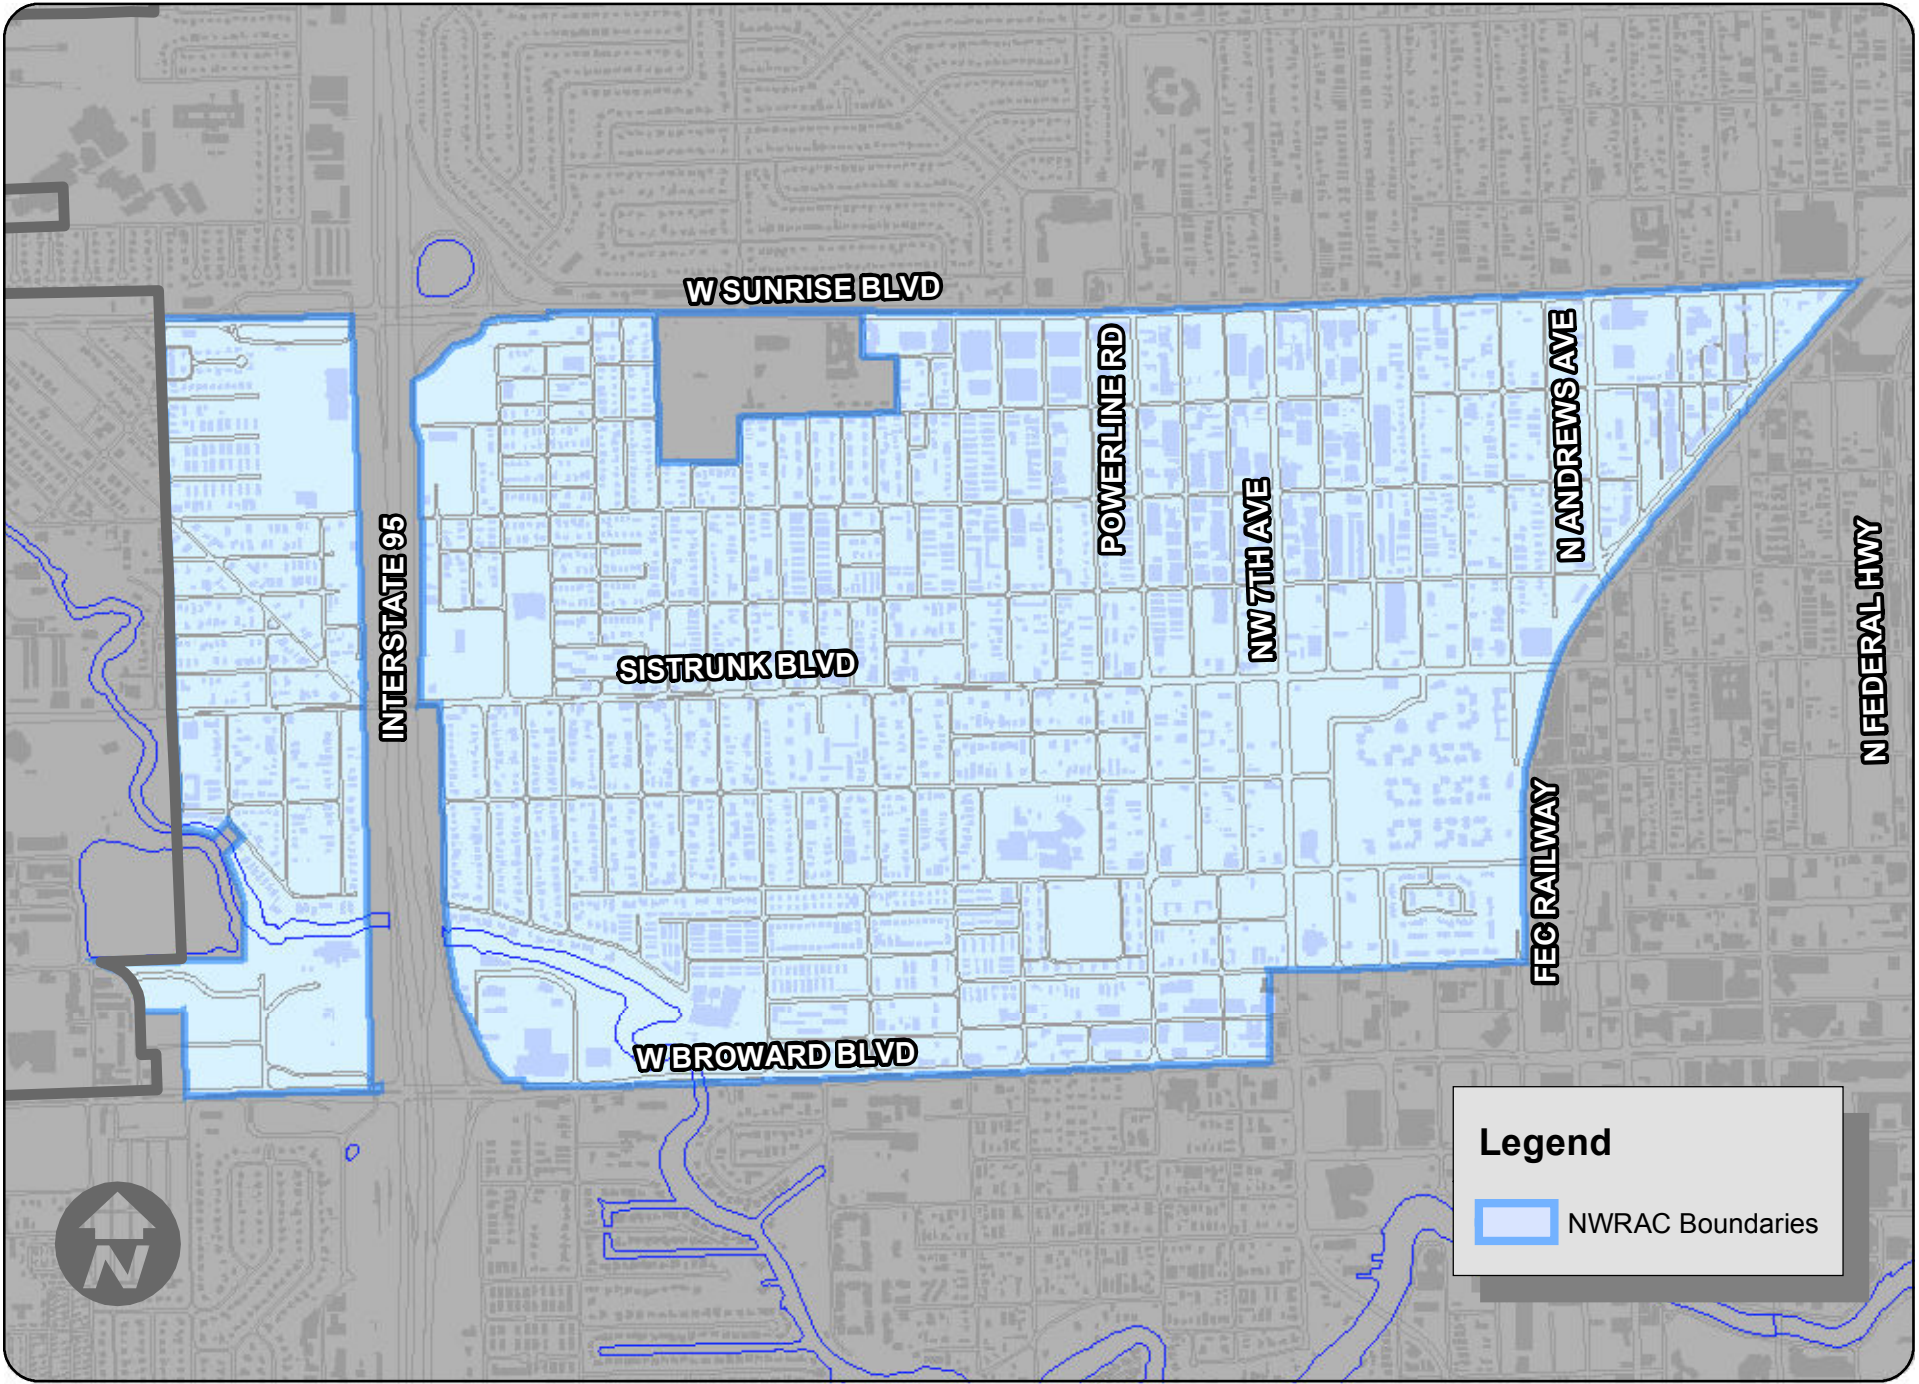 W SUNRISE BLVD
POWERLINE RD
N ANDREWS AVE
NW 7TH AVE
INTERSTATE 95
N FEDERAL HWY
SISTRUNK BLVD
FEC RAILWAY
W BROWARD BLVD
Legend
NWRAC Boundaries
N